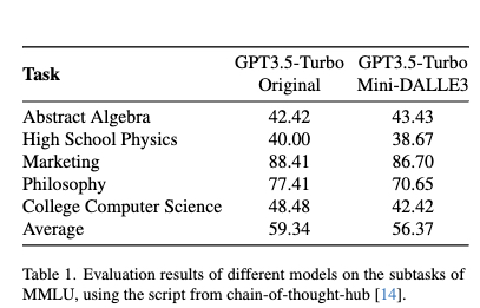 Task GPT3.5-Turbo Original GPT3.5-Turbo Mini-DALLE3
Abstract Algebra 42.42 43.43
High School Physics 40.00 38.67
Marketing 88.41 86.70
Philosophy 77.41 70.65
College Computer Science 48.48 42.42
Average 59.34 56.37
Table 1. Evaluation results of different models on the subtasks of
MMLU, using the script from chain-of-thought-hub [14].